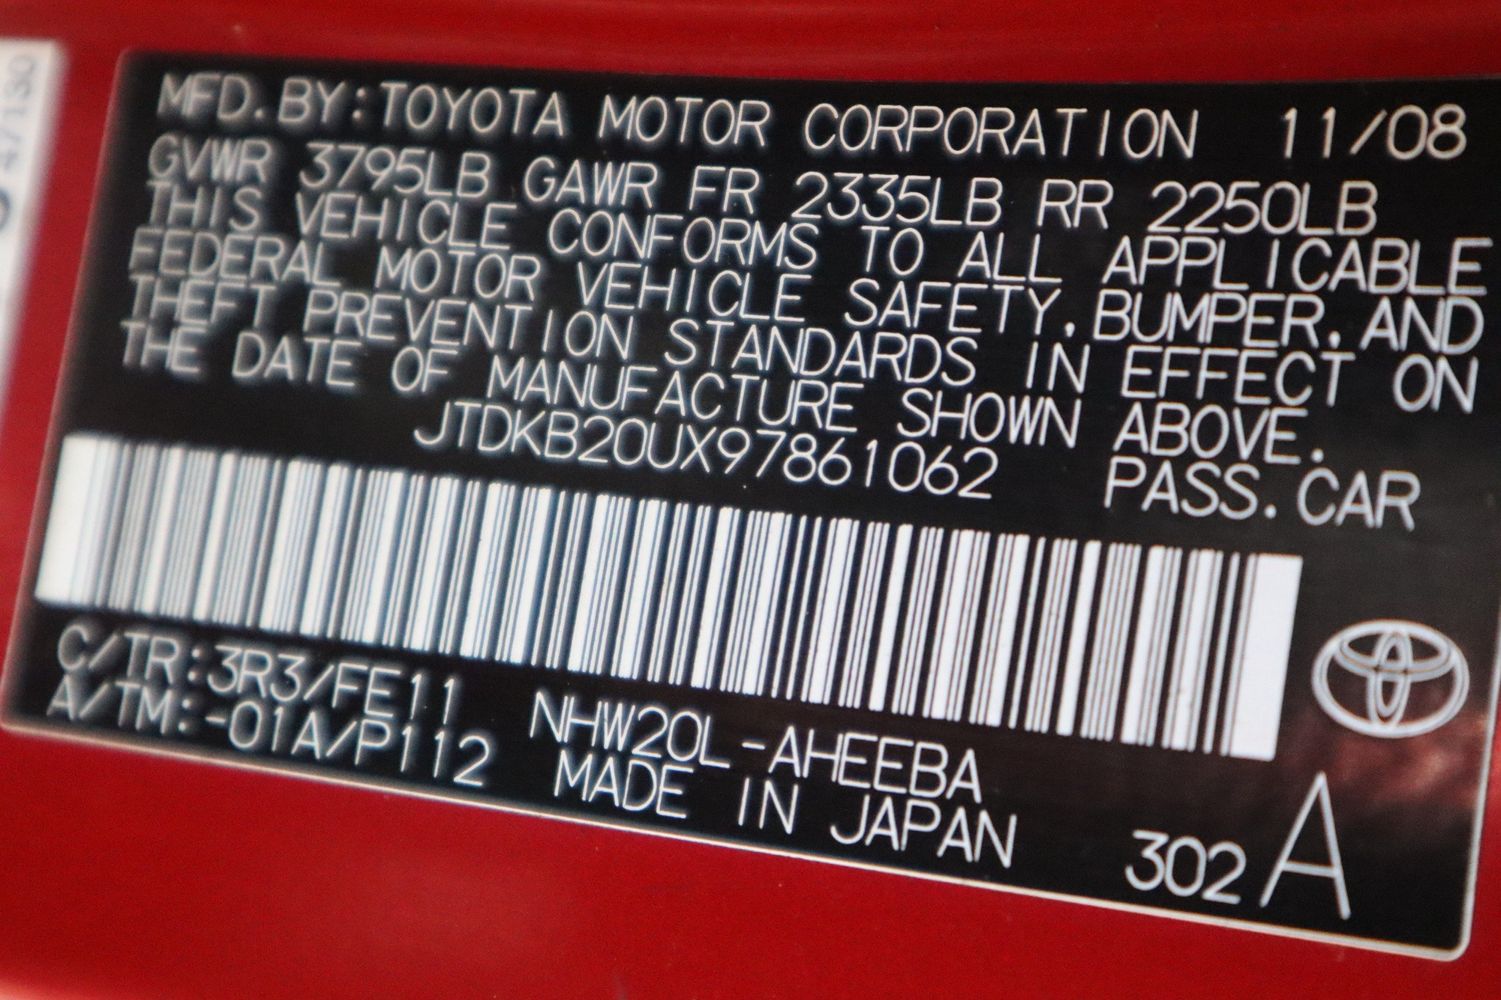 47130
MFD. BY: TOYOTA MOTOR CORPORATION 11/08
GVWR 3795LB GAWR FR 2335LB RR 2250LB
THIS VEHICLE CONFORMS TO ALL APPLICABLE
FEDERAL MOTOR VEHICLE SAFETY, BUMPER, AND
THEFT PREVENTION STANDARDS IN EFFECT ON
THE DATE OF MANUFACTURE SHOWN ABOVE.
JTDKB20UX97861062 PASS. CAR
C/TR: 3R3/FE11 NHW20L-AHEEBA
A/TM: -01A/P112 MADE IN JAPAN 302 A